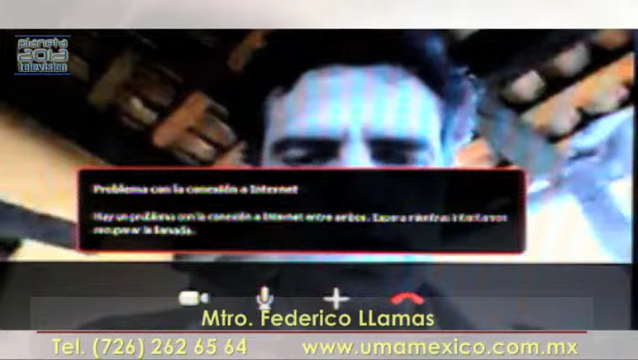 planeta
2013
televisión
Problema con la conexión a Internet
Hay un problema con la conexión a Internet entre ambos. Espera mientras intentamos
recuperar la llamada.
Mtro. Federico LLamas
Tel. (726) 262 65 64 www.umamexico.com.mx